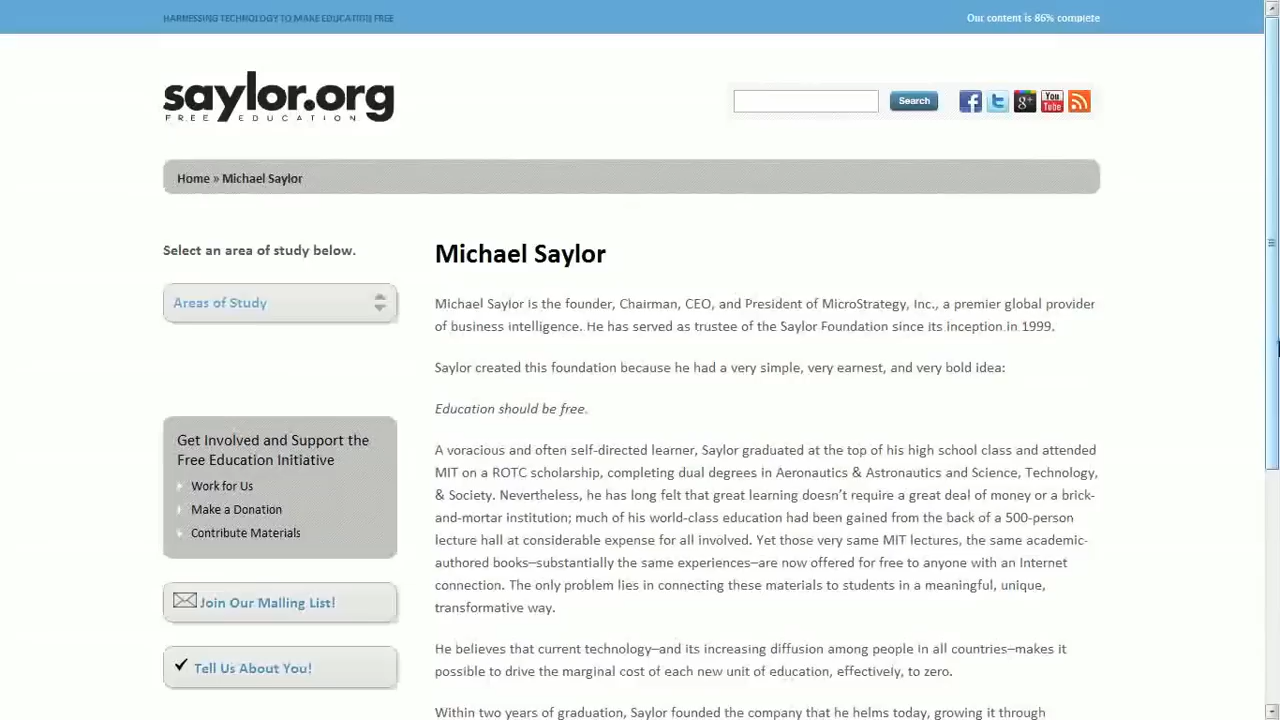 HARNESSING TECHNOLOGY TO MAKE EDUCATION FREE
Our content is 86% complete
saylor.org
FREE EDUCATION
Search
You
Tube
Home » Michael Saylor
Select an area of study below.
Areas of Study
Get Involved and Support the
Free Education Initiative
Work for Us
Make a Donation
Contribute Materials
Join Our Malling List!
Tell Us About You!
Michael Saylor
Michael Saylor is the founder, Chairman, CEO, and President of MicroStrategy, Inc., a premier global provider
of business intelligence. He has served as trustee of the Saylor Foundation since its inception in 1999.
Saylor created this foundation because he had a very simple, very earnest, and very bold idea:
Education should be free.
A voracious and often self-directed learner, Saylor graduated at the top of his high school class and attended
MIT on a ROTC scholarship, completing dual degrees in Aeronautics & Astronautics and Science, Technology,
& Society. Nevertheless, he has long felt that great learning doesn't require a great deal of money or a brick-
and-mortar institution; much of his world-class education had been gained from the back of a 500-person
lecture hall at considerable expense for all involved. Yet those very same MIT lectures, the same academic-
authored books–substantially the same experiences–are now offered for free to anyone with an Internet
connection. The only problem lies in connecting these materials to students in a meaningful, unique,
transformative way.
He believes that current technology–and its increasing diffusion among people in all countries–makes it
possible to drive the marginal cost of each new unit of education, effectively, to zero.
Within two years of graduation, Saylor founded the company that he helms today, growing it through